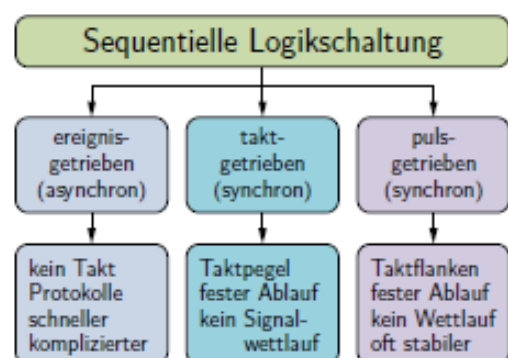 Sequentielle Logikschaltung
ereignis-
getrieben
(asynchron)
takt-
getrieben
(synchron)
puls-
getrieben
(synchron)
kein Takt
Protokolle
schneller
komplizierter
Taktpegel
fester Ablauf
kein Signal-
wettlauf
Taktflanken
fester Ablauf
kein Wettlauf
oft stabiler